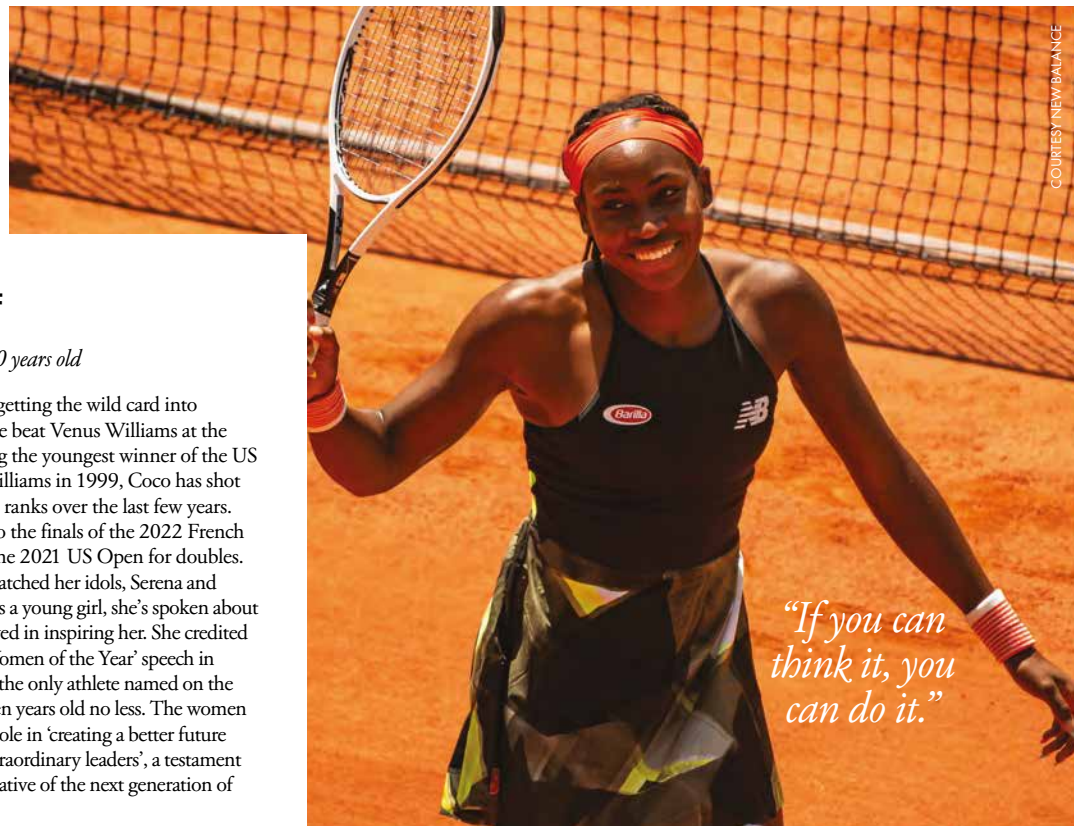 COURTESY NEW BALANCE
0 years old
getting the wild card into
e beat Venus Williams at the
g the youngest winner of the US
illiams in 1999, Coco has shot
ranks over the last few years.
o the finals of the 2022 French
he 2021 US Open for doubles.
atched her idols, Serena and
s a young girl, she’s spoken about
ed in inspiring her. She credited
omen of the Year’ speech in
the only athlete named on the
en years old no less. The women
ole in ‘creating a better future
raordinary leaders’, a testament
ative of the next generation of
Barilla
NB
“If you can
think it, you
can do it.”